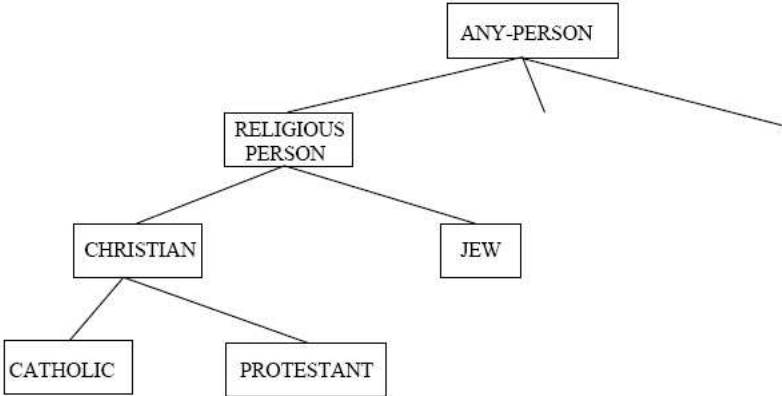 ANY-PERSON
RELIGIOUS
PERSON
CHRISTIAN
JEW
CATHOLIC
PROTESTANT